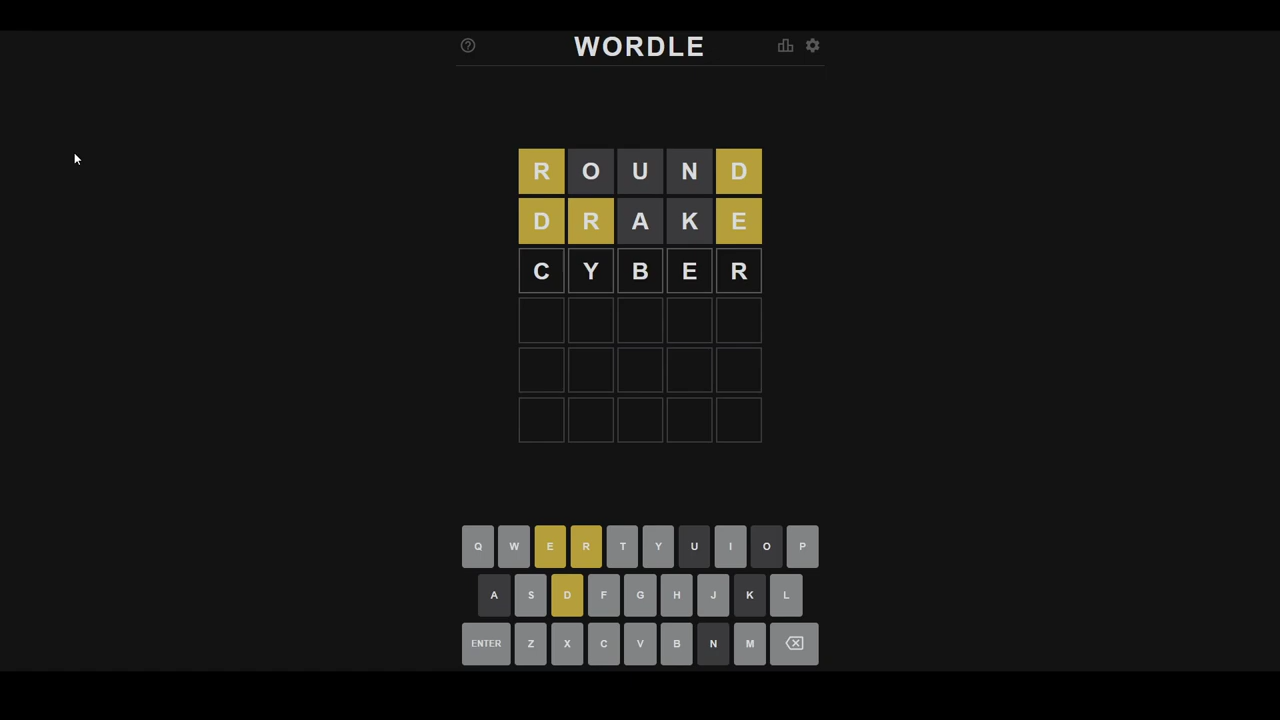 WORDLE
R O U N D
D R A K E
C Y B E R
Q W E R T Y U I O P
A S D F G H J K L
ENTER Z X C V B N M